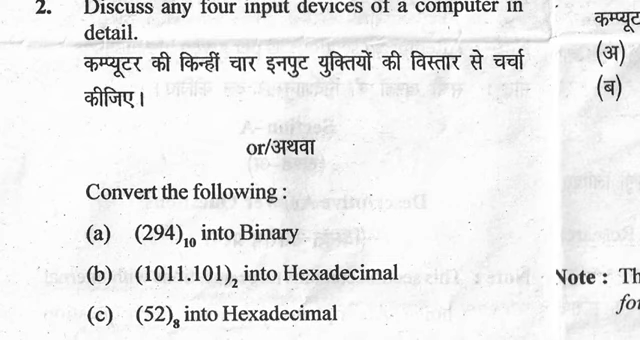 2. Discuss any four input devices of a computer in
detail.
कम्प्यूटर की किन्हीं चार इनपुट युक्तियों की विस्तार से चर्चा
कीजिए।
or/अथवा
Convert the following :
(a) (294)₁₀ into Binary
(b) (1011.101)₂ into Hexadecimal
(c) (52)₈ into Hexadecimal
(अ)
(ब)
Note : Th
fo